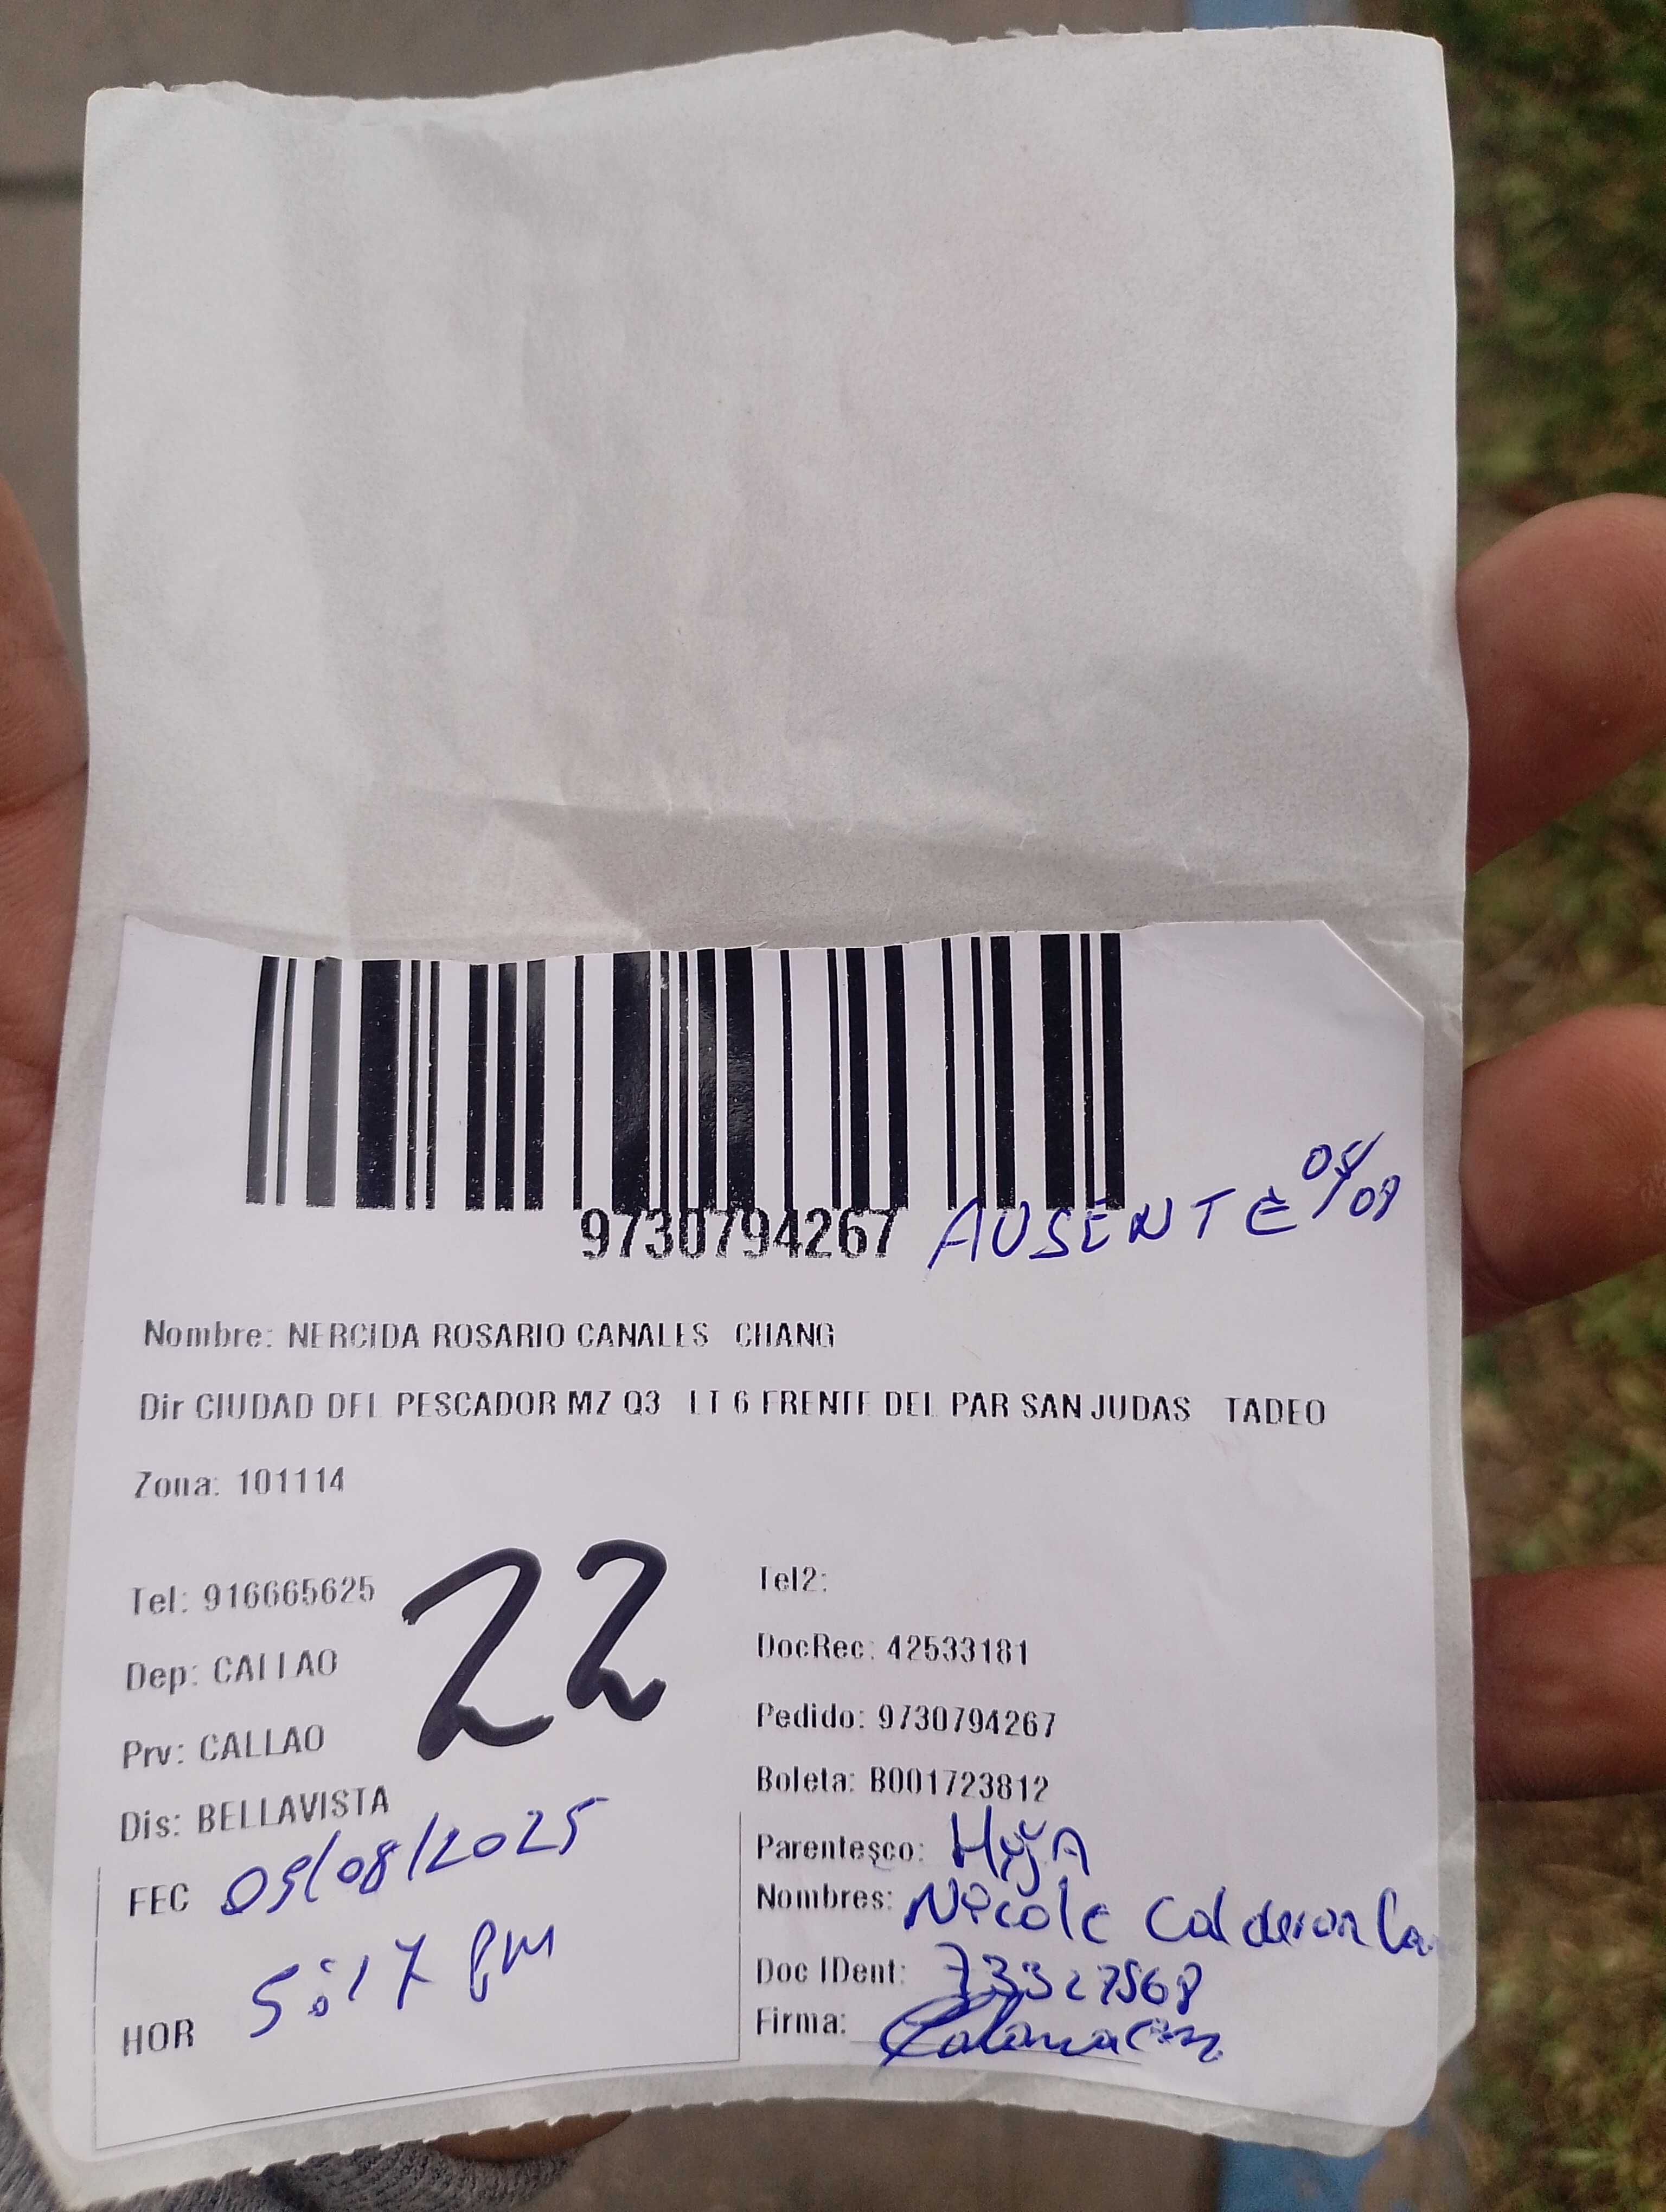 9730794267 AUSENTE
Nombre: NERCIDA ROSARIO CANALES CHANG
Dir CIUDAD DEL PESCADOR MZ Q3 LT 6 FRENTE DEL PAR SAN JUDAS TADEO
Zona: 101114
22
Tel: 916665625
Tel2:
Dep: CALLAO
DocRec: 42533181
Prv: CALLAO
Pedido: 9730794267
Dis: BELLAVISTA
Boleta: B001723812
FEC 09/08/2025
HOR 5:17 pm
Parentesco: HijA
Nombres: Nicole Calderon
Doc IDent: 73327568
Firma: